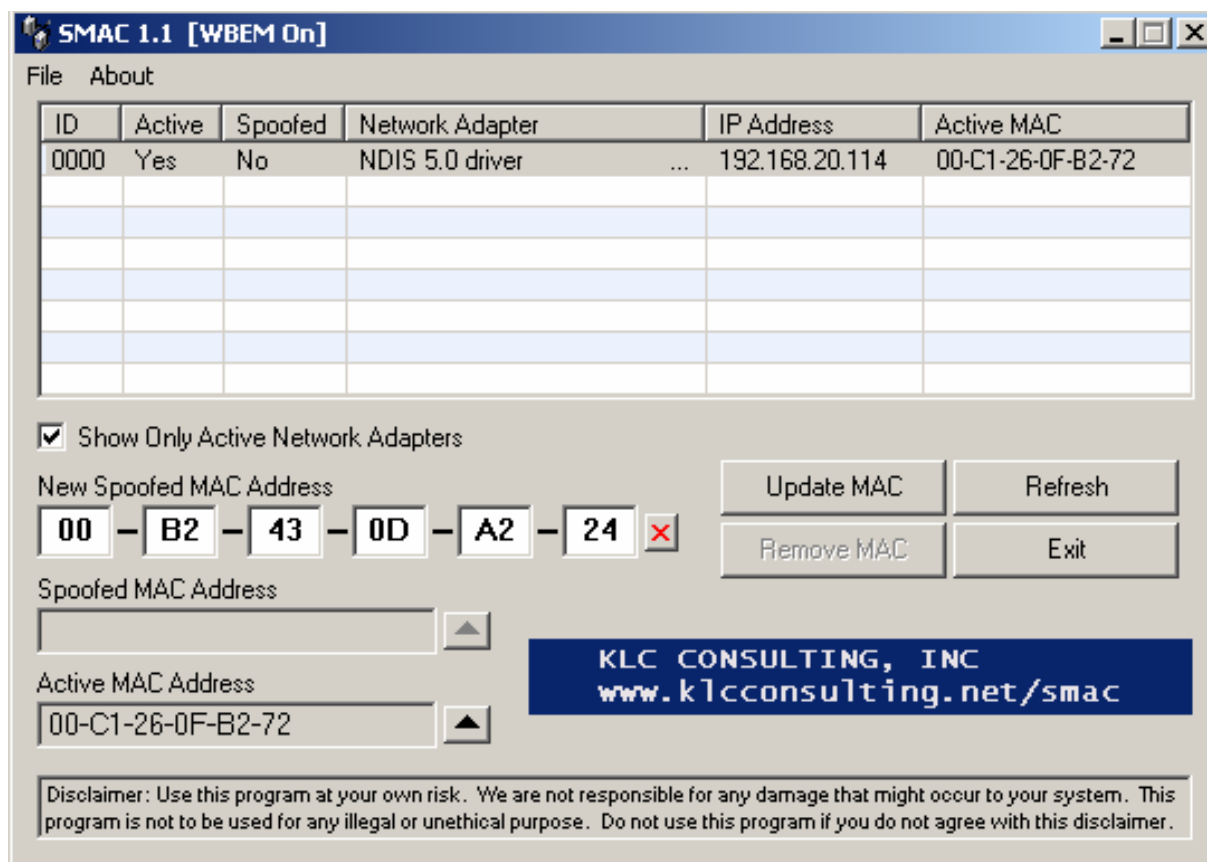 SMAC 1.1 [WBEM On]
File About
ID Active Spoofed Network Adapter IP Address Active MAC
0000 Yes No NDIS 5.0 driver ... 192.168.20.114 00-C1-26-0F-B2-72
Show Only Active Network Adapters
New Spoofed MAC Address
Update MAC Refresh
00 - B2 - 43 - 0D - A2 - 24
Remove MAC Exit
Spoofed MAC Address
KLC CONSULTING, INC
www.klcconsulting.net/smac
Active MAC Address
00-C1-26-0F-B2-72
Disclaimer: Use this program at your own risk. We are not responsible for any damage that might occur to your system. This
program is not to be used for any illegal or unethical purpose. Do not use this program if you do not agree with this disclaimer.